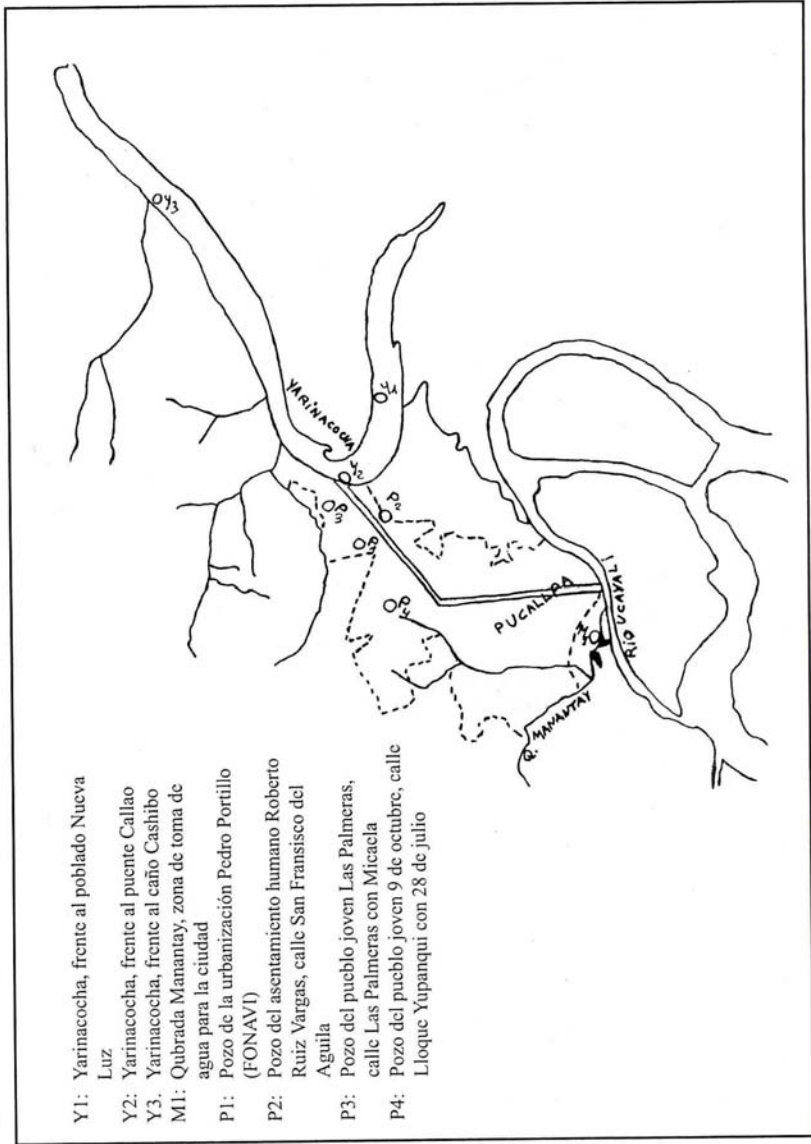 Y1: Yarinacocha, frente al poblado Nueva
Luz
Y2: Yarinacocha, frente al puente Callao
Y3. Yarinacocha, frente al caño Cashibo
M1: Qubrada Manantay, zona de toma de
agua para la ciudad
P1: Pozo de la urbanización Pedro Portillo
(FONAVI)
P2: Pozo del asentamiento humano Roberto
Ruiz Vargas, calle San Fransisco del
Aguila
P3: Pozo del pueblo joven Las Palmeras,
calle Las Palmeras con Micaela
P4: Pozo del pueblo joven 9 de octubre, calle
Lloque Yupanqui con 28 de julio
Y3
YARINACOCHA
Y1
Y2
P3
P2
P1
P4
PUCALLPA
M1
RÍO UCAYALI
Q. MANANTAY